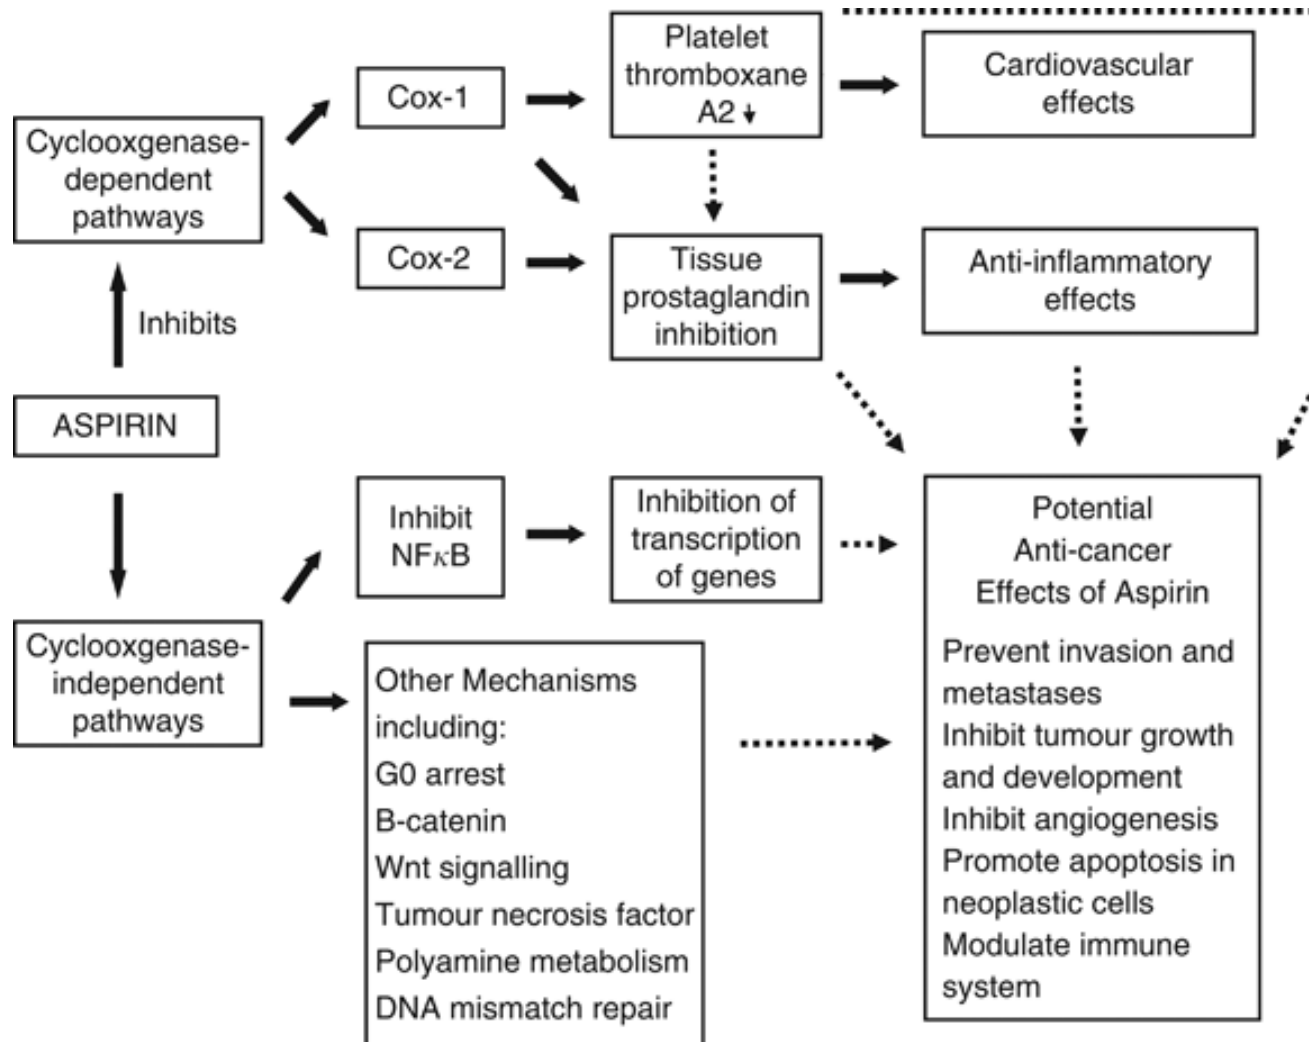 Platelet
thromboxane
A2
Cardiovascular
effects
Cox-1
Cyclooxgenase-
dependent
pathways
Cox-2
Tissue
prostaglandin
inhibition
Anti-inflammatory
effects
Inhibits
ASPIRIN
Inhibit
NFκB
Inhibition of
transcription
of genes
Potential
Anti-cancer
Effects of Aspirin
Prevent invasion and
metastases
Inhibit tumour growth
and development
Inhibit angiogenesis
Promote apoptosis in
neoplastic cells
Modulate immune
system
Cyclooxgenase-
independent
pathways
Other Mechanisms
including:
G0 arrest
B-catenin
Wnt signalling
Tumour necrosis factor
Polyamine metabolism
DNA mismatch repair